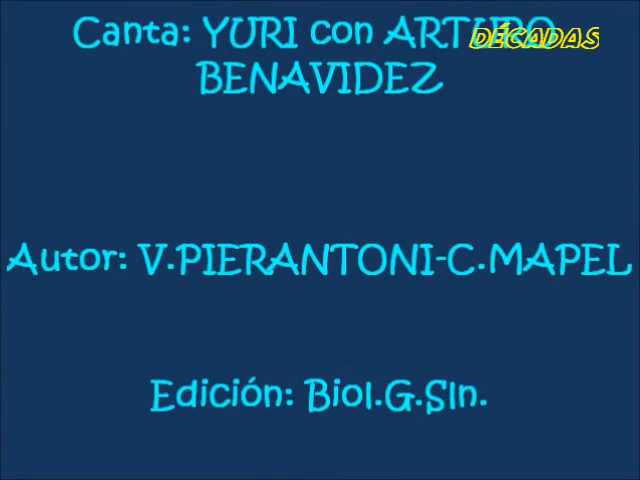 Canta: YURI con ARTURO
DÉCADAS
BENAVIDEZ
Autor: V.PIERANTONI-C.MAPEL
Edición: Biol.G.Sln.